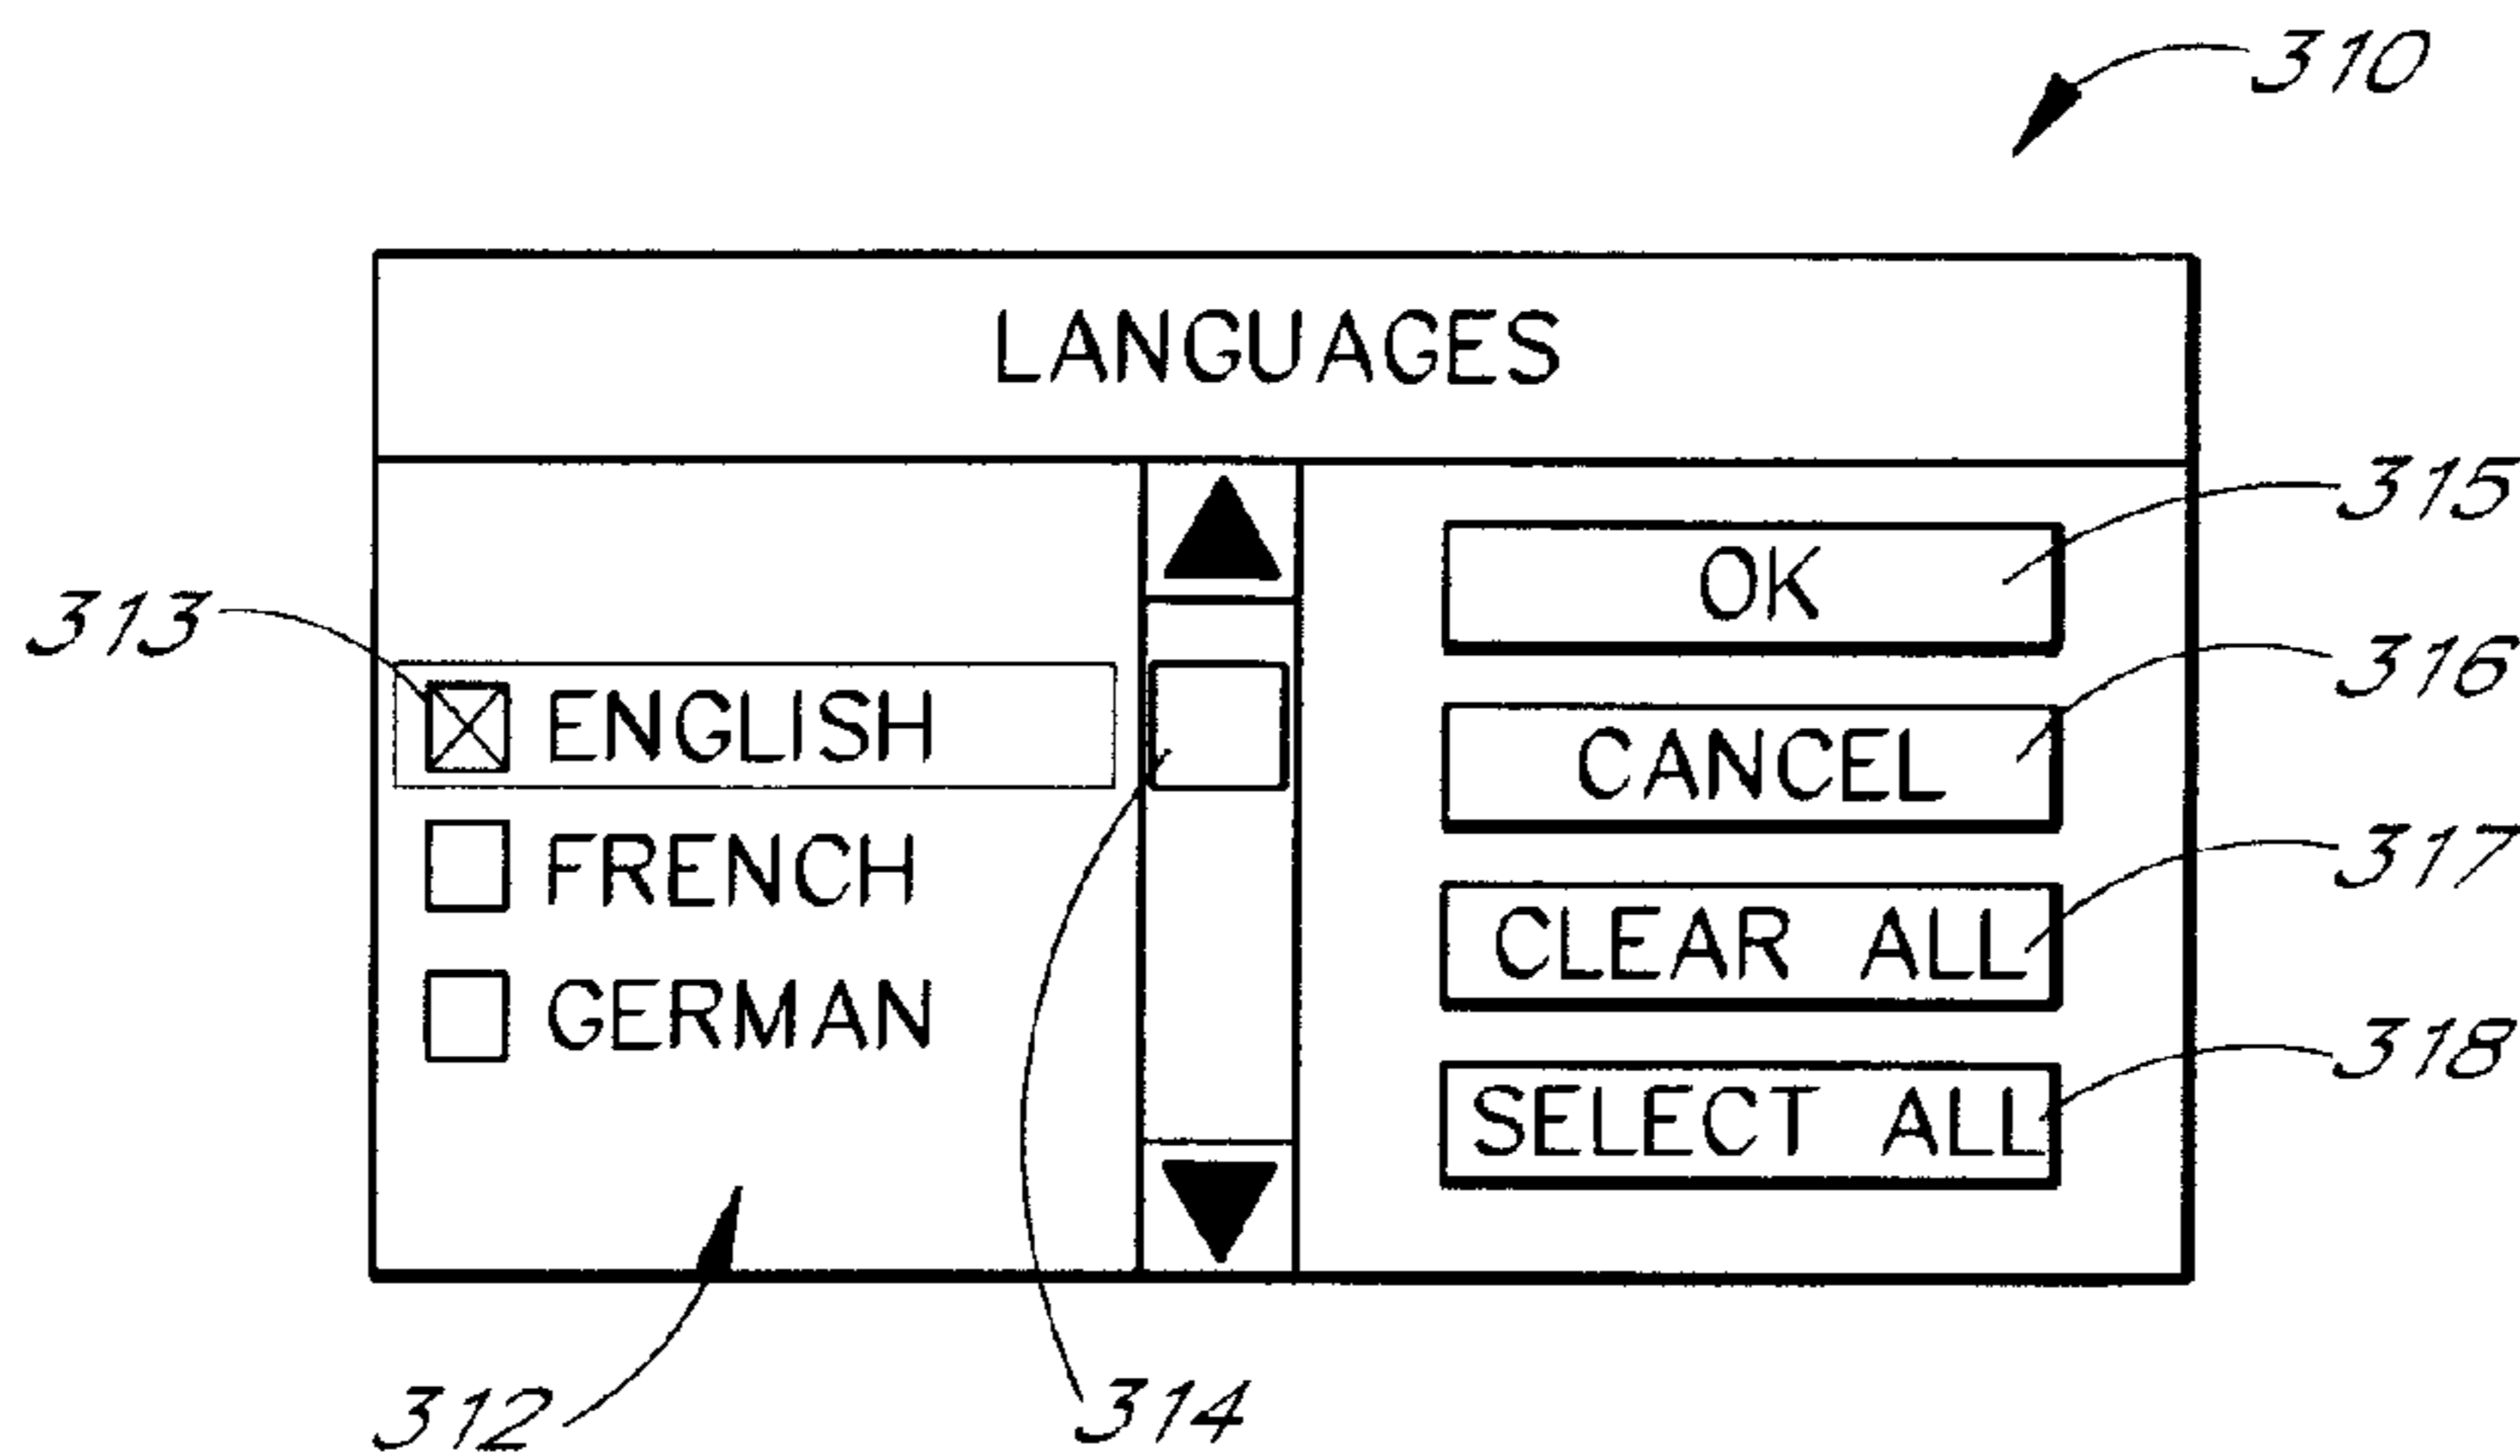 310
LANGUAGES
315
OK
313
316
ENGLISH
CANCEL
317
FRENCH
CLEAR ALL
318
GERMAN
SELECT ALL
312
314